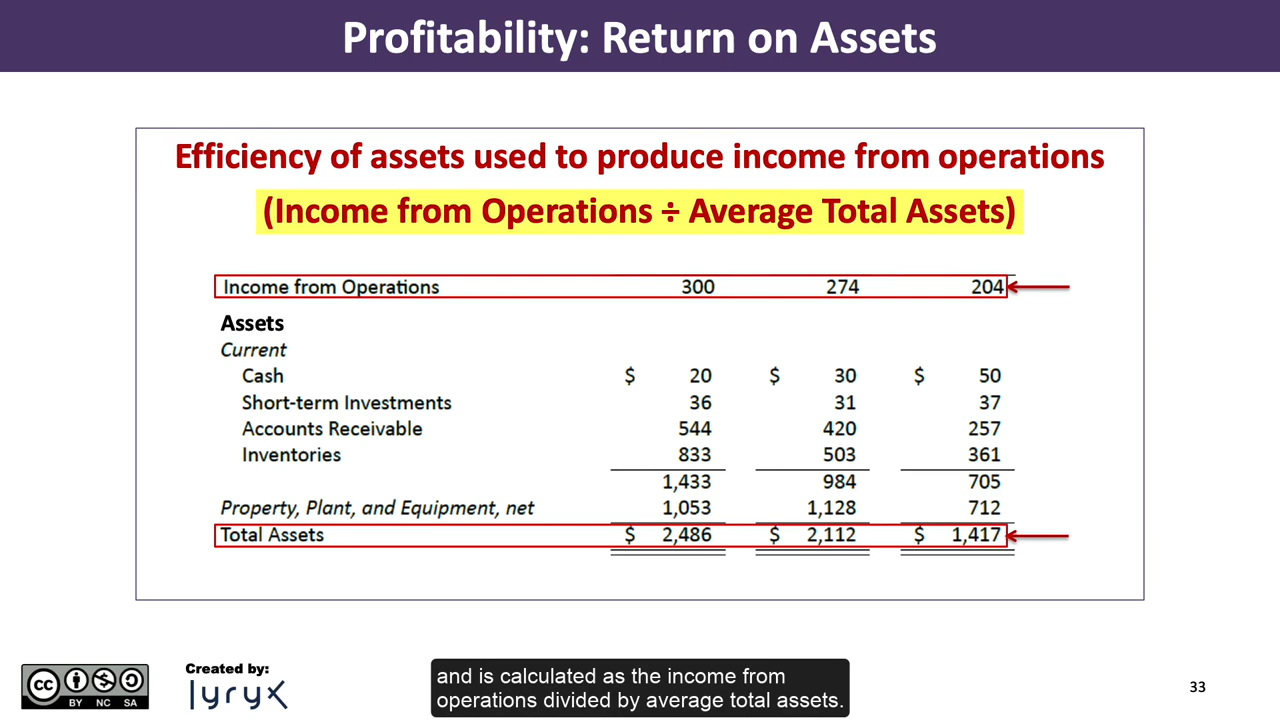 Profitability: Return on Assets
Efficiency of assets used to produce income from operations
(Income from Operations ÷ Average Total Assets)
Income from Operations 300 274 204
Assets
Current
Cash $ 20 $ 30 $ 50
Short-term Investments 36 31 37
Accounts Receivable 544 420 257
Inventories 833 503 361
1,433 984 705
Property, Plant, and Equipment, net 1,053 1,128 712
Total Assets $ 2,486 $ 2,112 $ 1,417
cc BY NC SA
Created by:
lyryx
and is calculated as the income from
operations divided by average total assets.
33